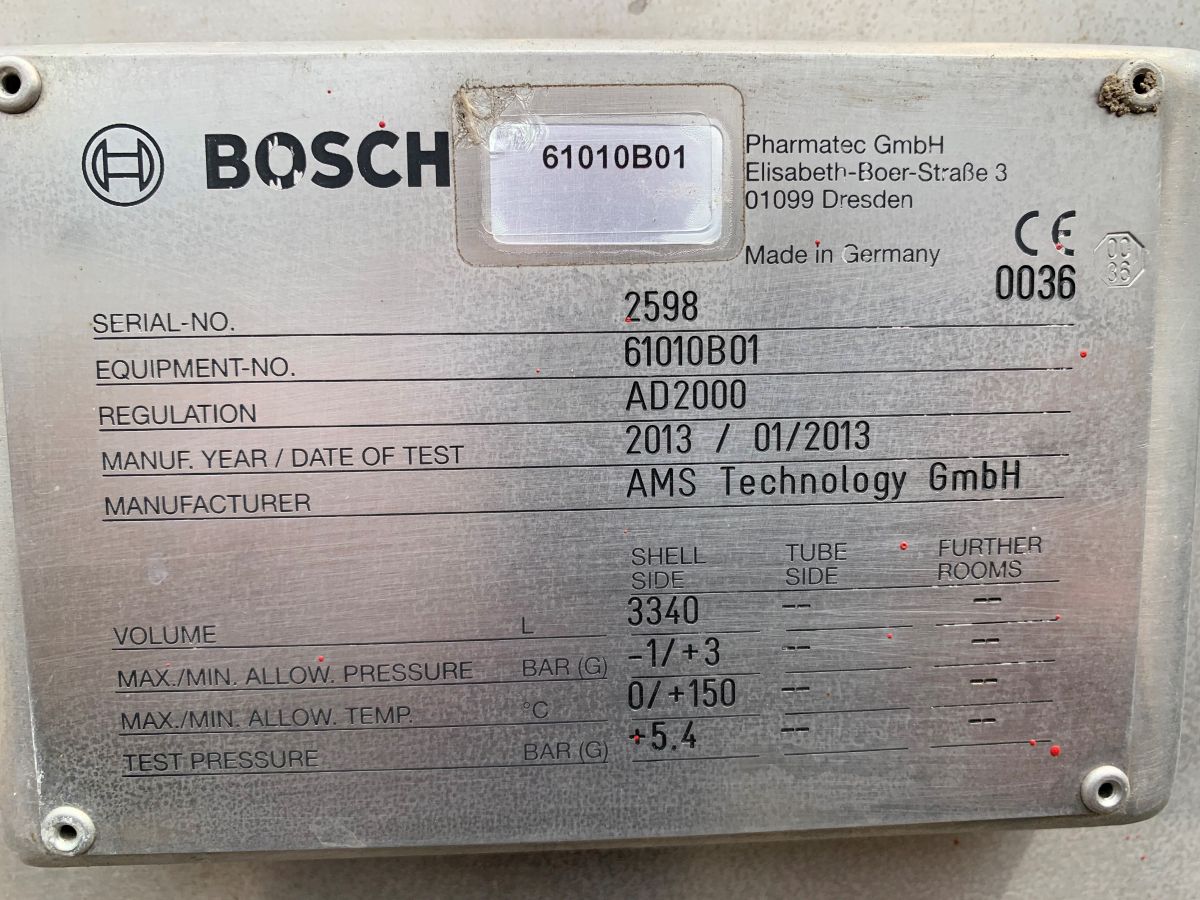 BOSCH
61010B01
Pharmatec GmbH
Elisabeth-Boer-Straße 3
01099 Dresden
Made in Germany
CE
0036
00
36
SERIAL-NO. 2598
EQUIPMENT-NO. 61010B01
REGULATION AD2000
MANUF. YEAR / DATE OF TEST 2013 / 01/2013
MANUFACTURER AMS Technology GmbH
SHELL SIDE TUBE SIDE FURTHER ROOMS
VOLUME L 3340 -- --
MAX./MIN. ALLOW. PRESSURE BAR (G) -1/+3 -- --
MAX./MIN. ALLOW. TEMP. °C 0/+150 -- --
TEST PRESSURE BAR (G) +5.4 -- --